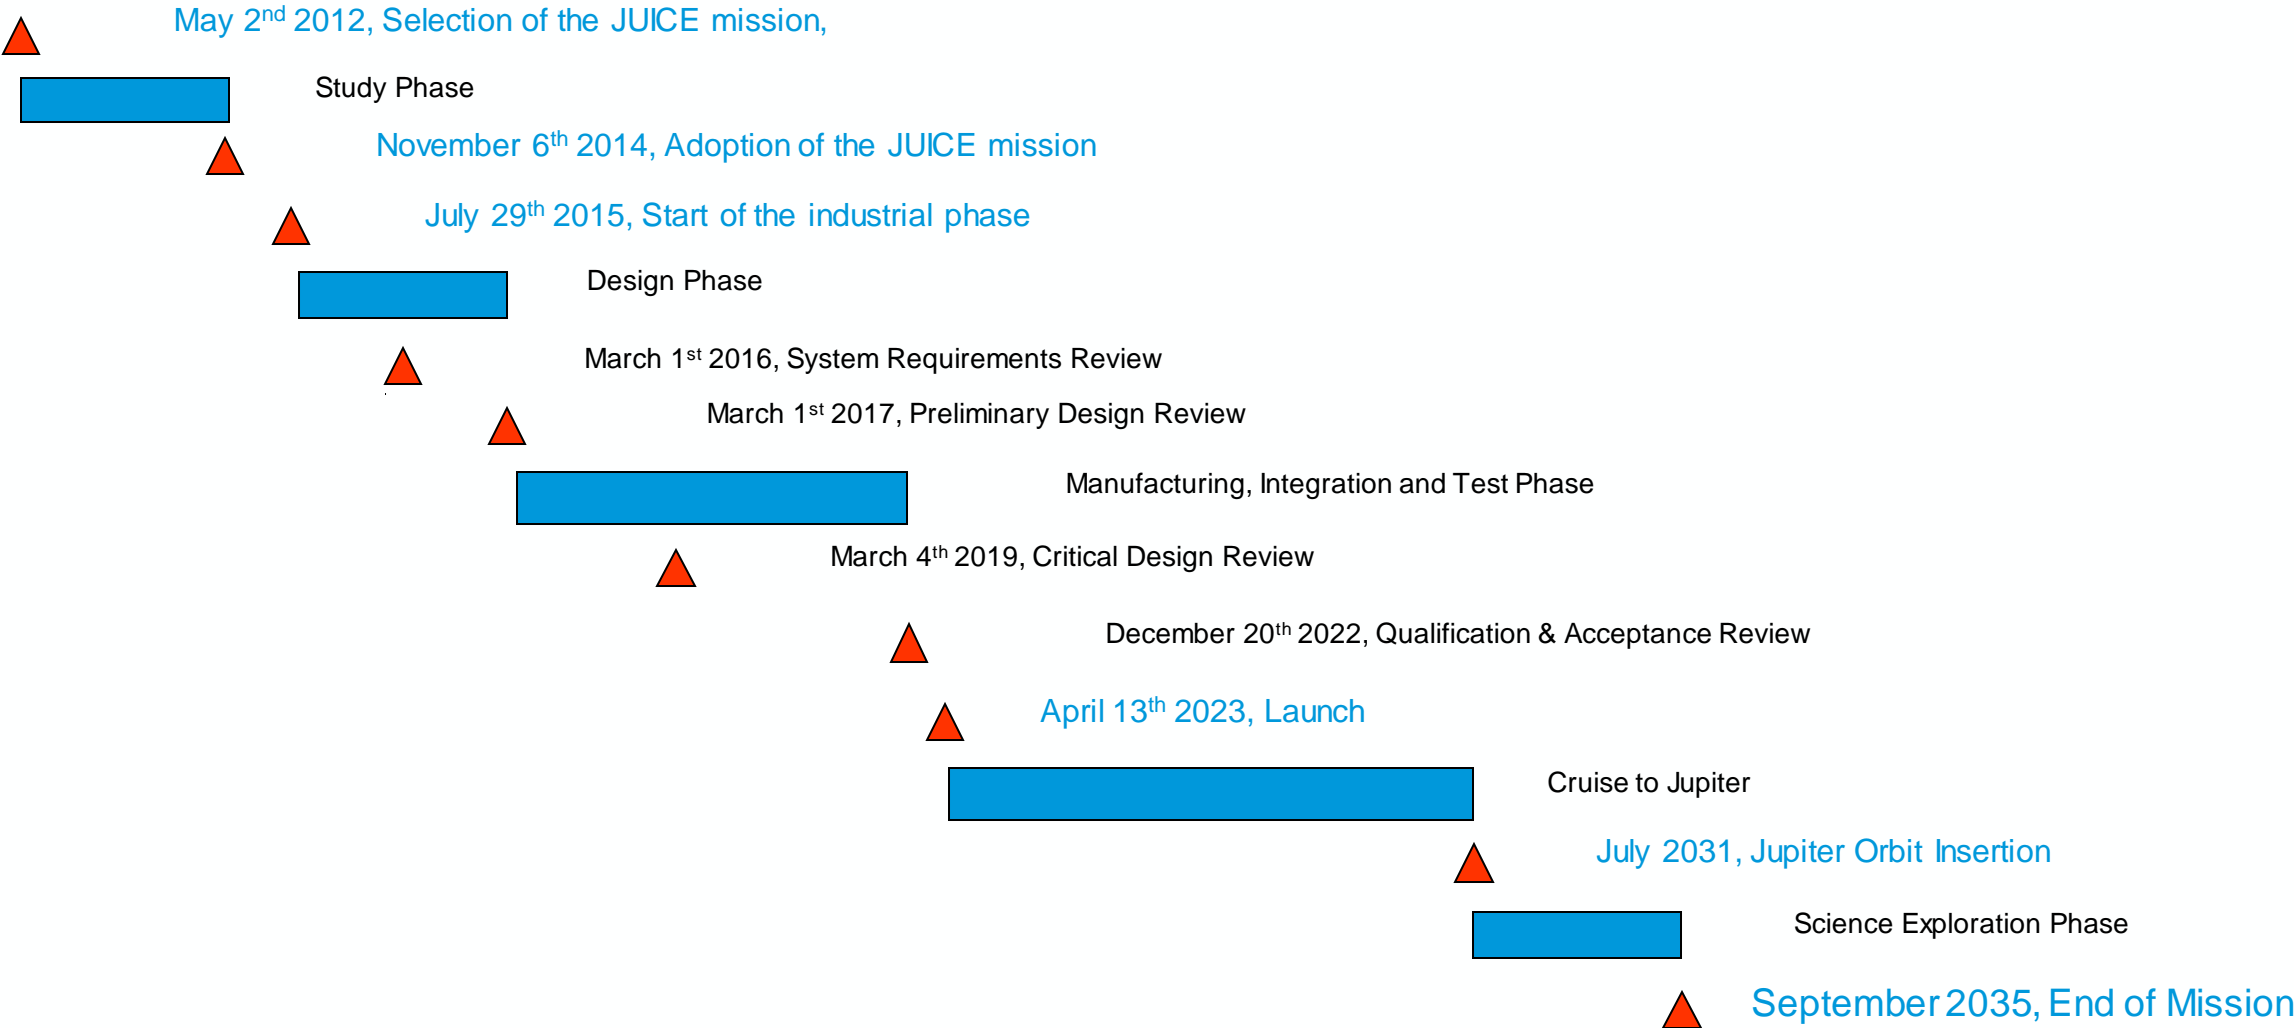 May 2nd 2012, Selection of the JUICE mission,
Study Phase
November 6th 2014, Adoption of the JUICE mission
July 29th 2015, Start of the industrial phase
Design Phase
March 1st 2016, System Requirements Review
March 1st 2017, Preliminary Design Review
Manufacturing, Integration and Test Phase
March 4th 2019, Critical Design Review
December 20th 2022, Qualification & Acceptance Review
April 13th 2023, Launch
Cruise to Jupiter
July 2031, Jupiter Orbit Insertion
Science Exploration Phase
September 2035, End of Mission